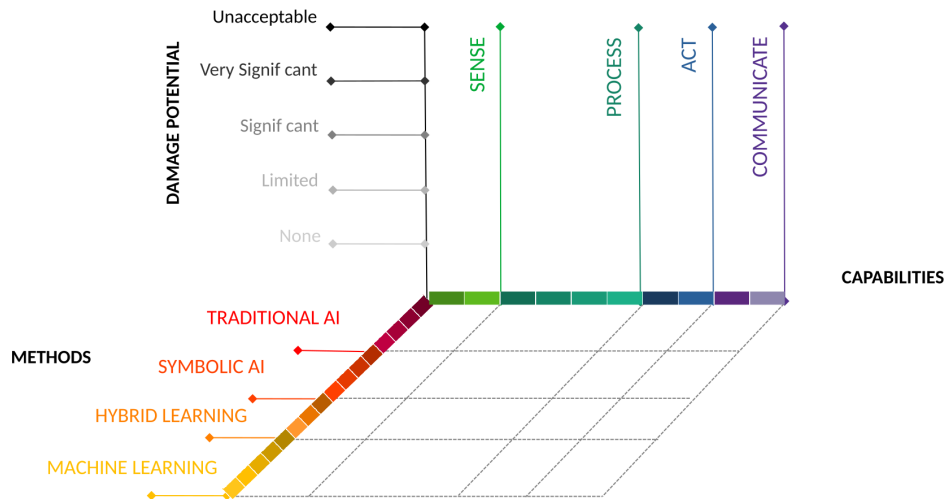 Unacceptable
Very Signif cant
Signif cant
Limited
None
DAMAGE POTENTIAL
SENSE
PROCESS
ACT
COMMUNICATE
CAPABILITIES
METHODS
TRADITIONAL AI
SYMBOLIC AI
HYBRID LEARNING
MACHINE LEARNING